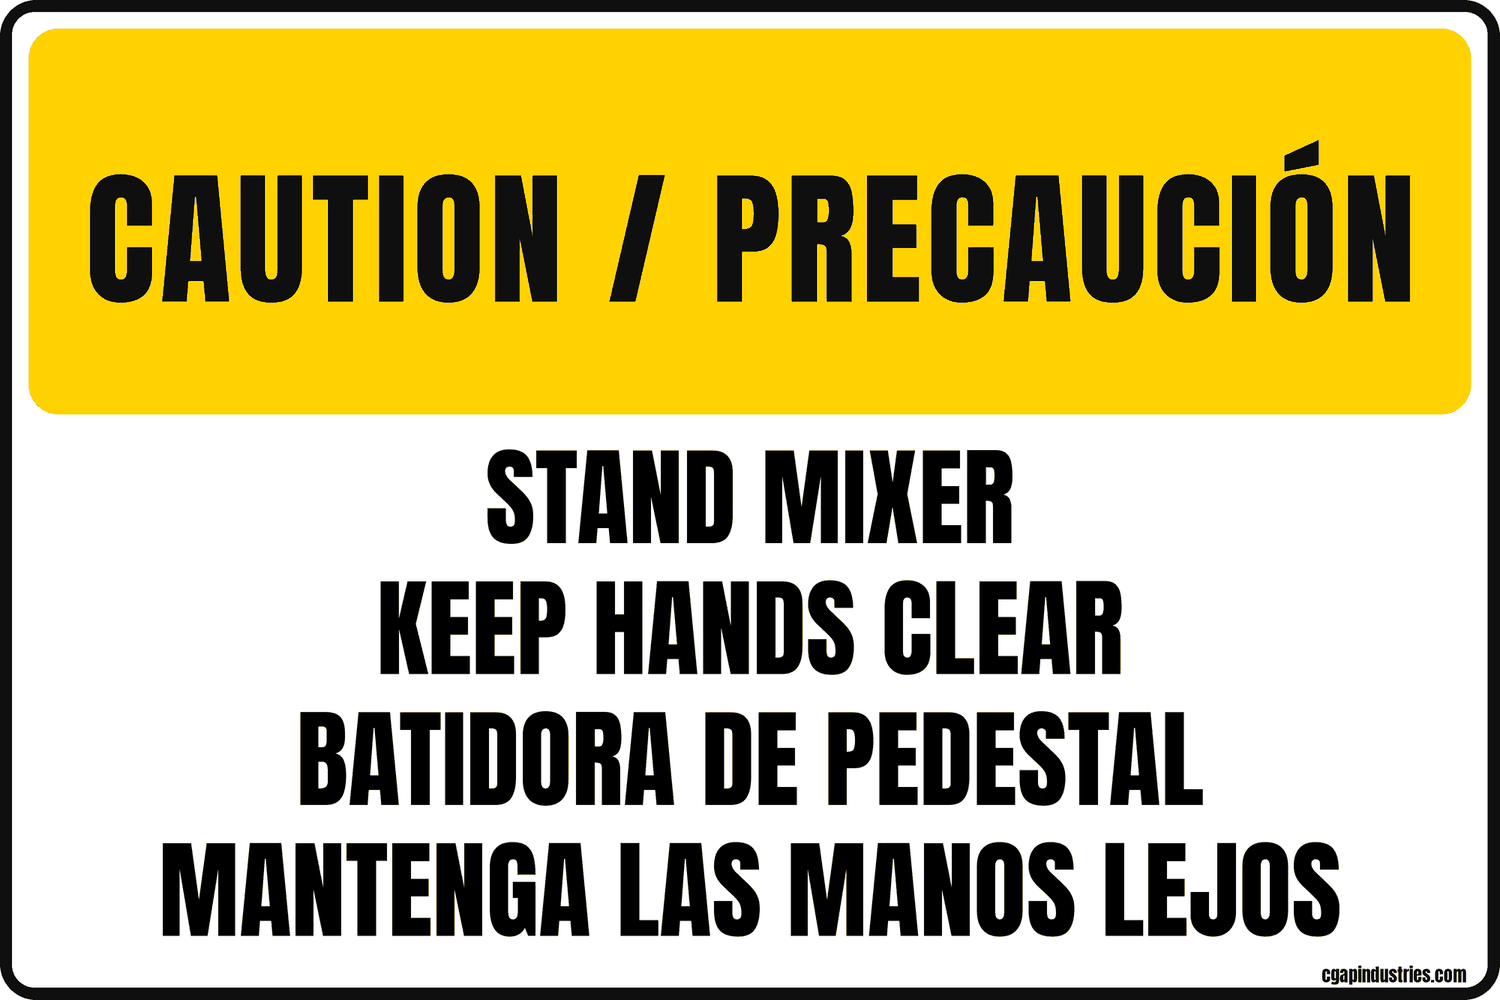 CAUTION / PRECAUCIÓN
STAND MIXER
KEEP HANDS CLEAR
BATIDORA DE PEDESTAL
MANTENGA LAS MANOS LEJOS
cgapindustries.com